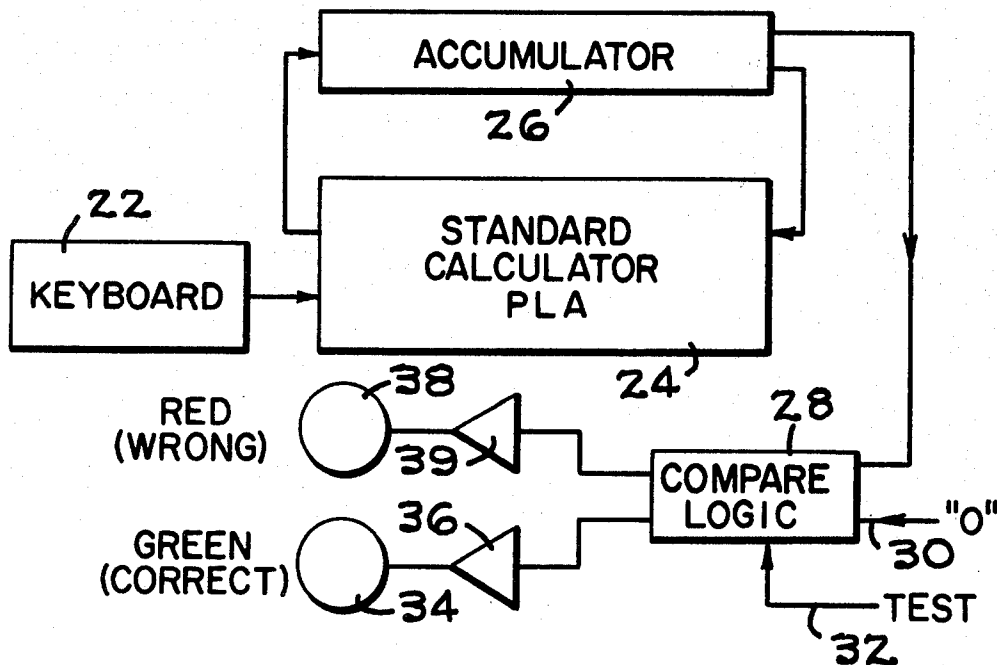 ACCUMULATOR
26
22
STANDARD
CALCULATOR
PLA
KEYBOARD
24
38
28
RED
(WRONG)
39
COMPARE
LOGIC
"O"
30
36
GREEN
(CORRECT)
34
TEST
32